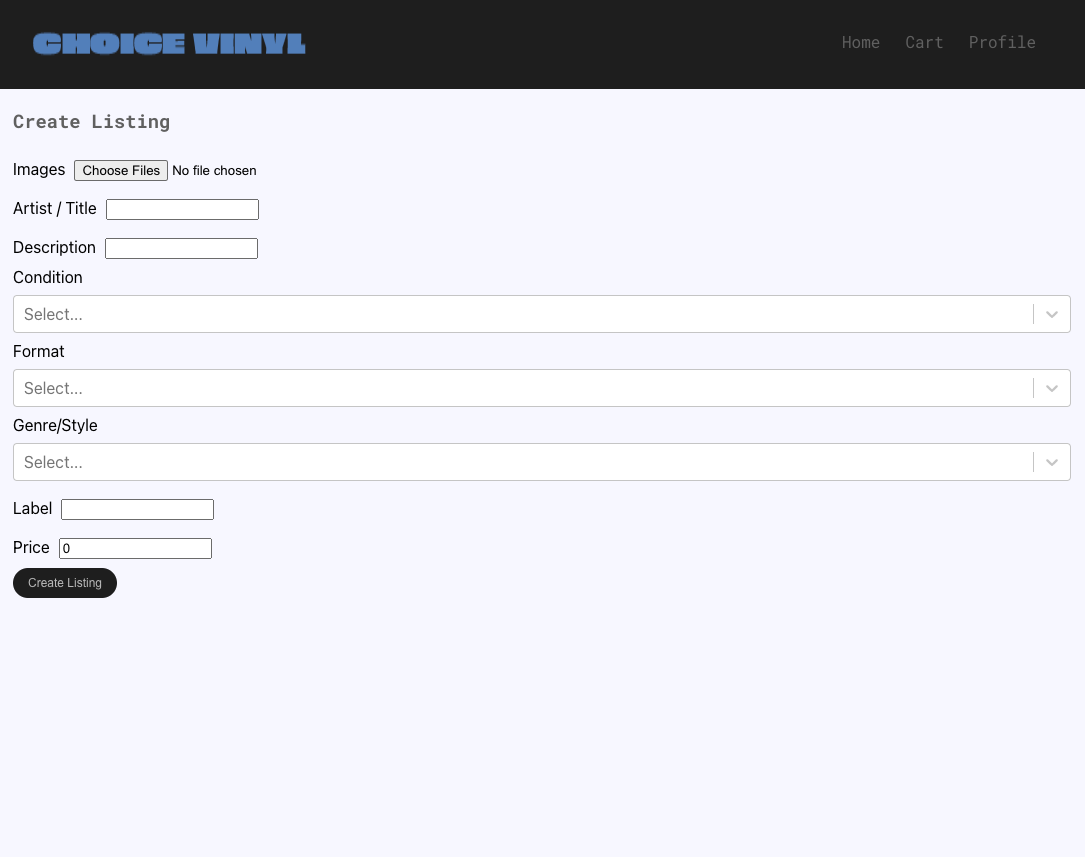 CHOICE VINYL
Home Cart Profile
Create Listing
Images Choose Files No file chosen
Artist / Title
Description
Condition
Select...
Format
Select...
Genre/Style
Select...
Label
Price 0
Create Listing